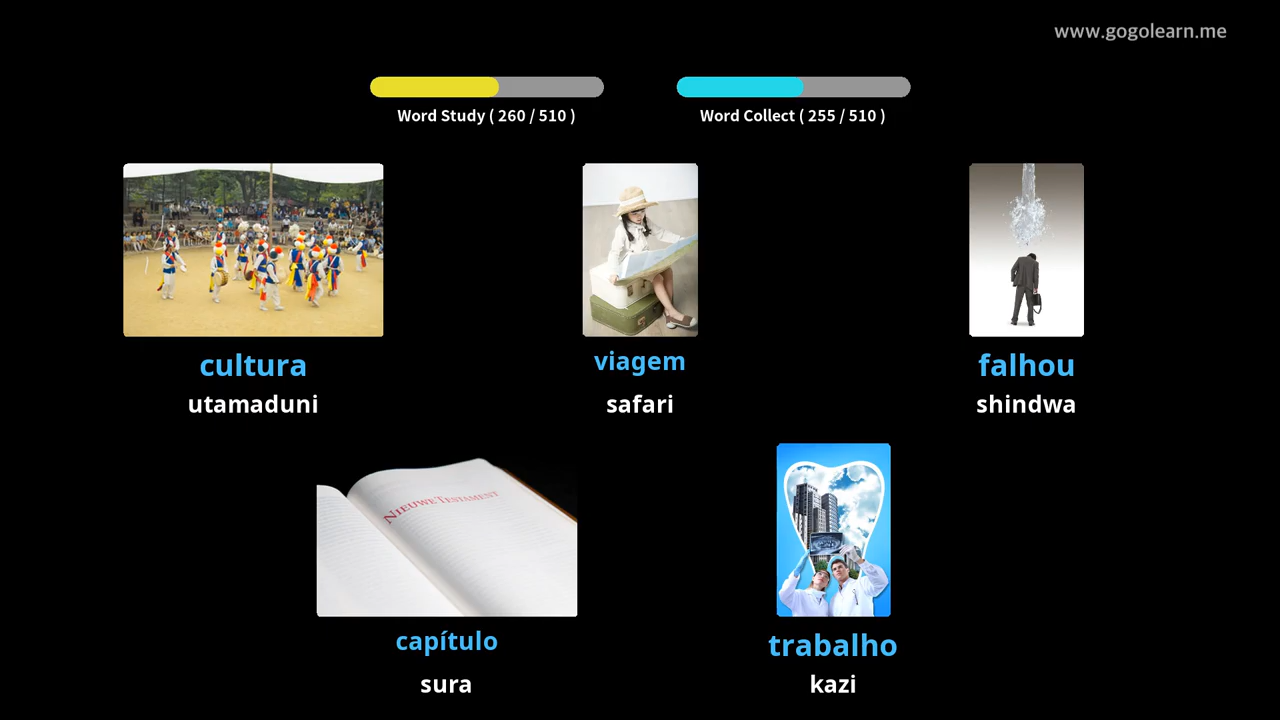 www.gogolearn.me
Word Study ( 260 / 510 )
Word Collect ( 255 / 510 )
cultura
utamaduni
viagem
safari
falhou
shindwa
NIEUWE TESTAMENT
capítulo
sura
trabalho
kazi